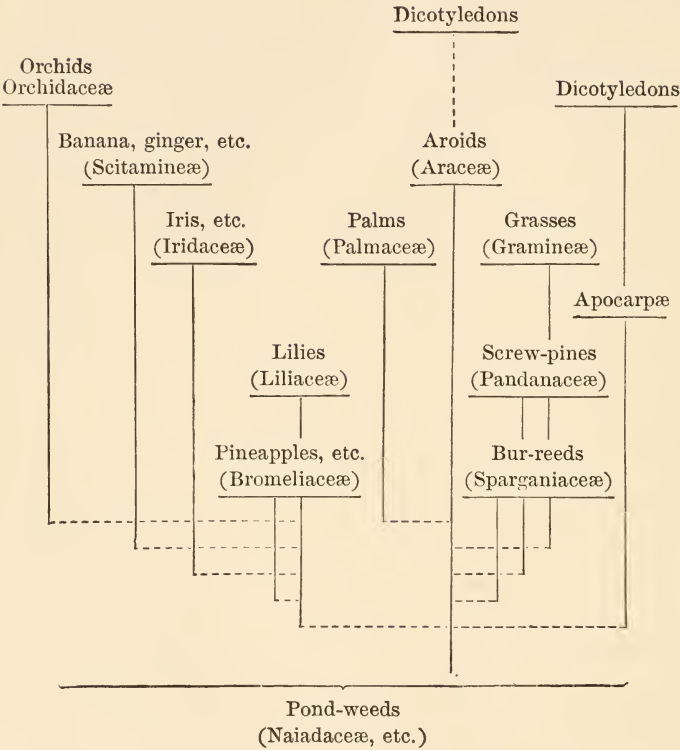 Dicotyledons
Orchids
Orchidaceæ
Dicotyledons
Banana, ginger, etc.
(Scitamineæ)
Aroids
(Araceæ)
Iris, etc.
(Iridaceæ)
Palms
(Palmaceæ)
Grasses
(Gramineæ)
Apocarpæ
Lilies
(Liliaceæ)
Screw-pines
(Pandanaceæ)
Pineapples, etc.
(Bromeliaceæ)
Bur-reeds
(Sparganiaceæ)
Pond-weeds
(Naiadaceæ, etc.)